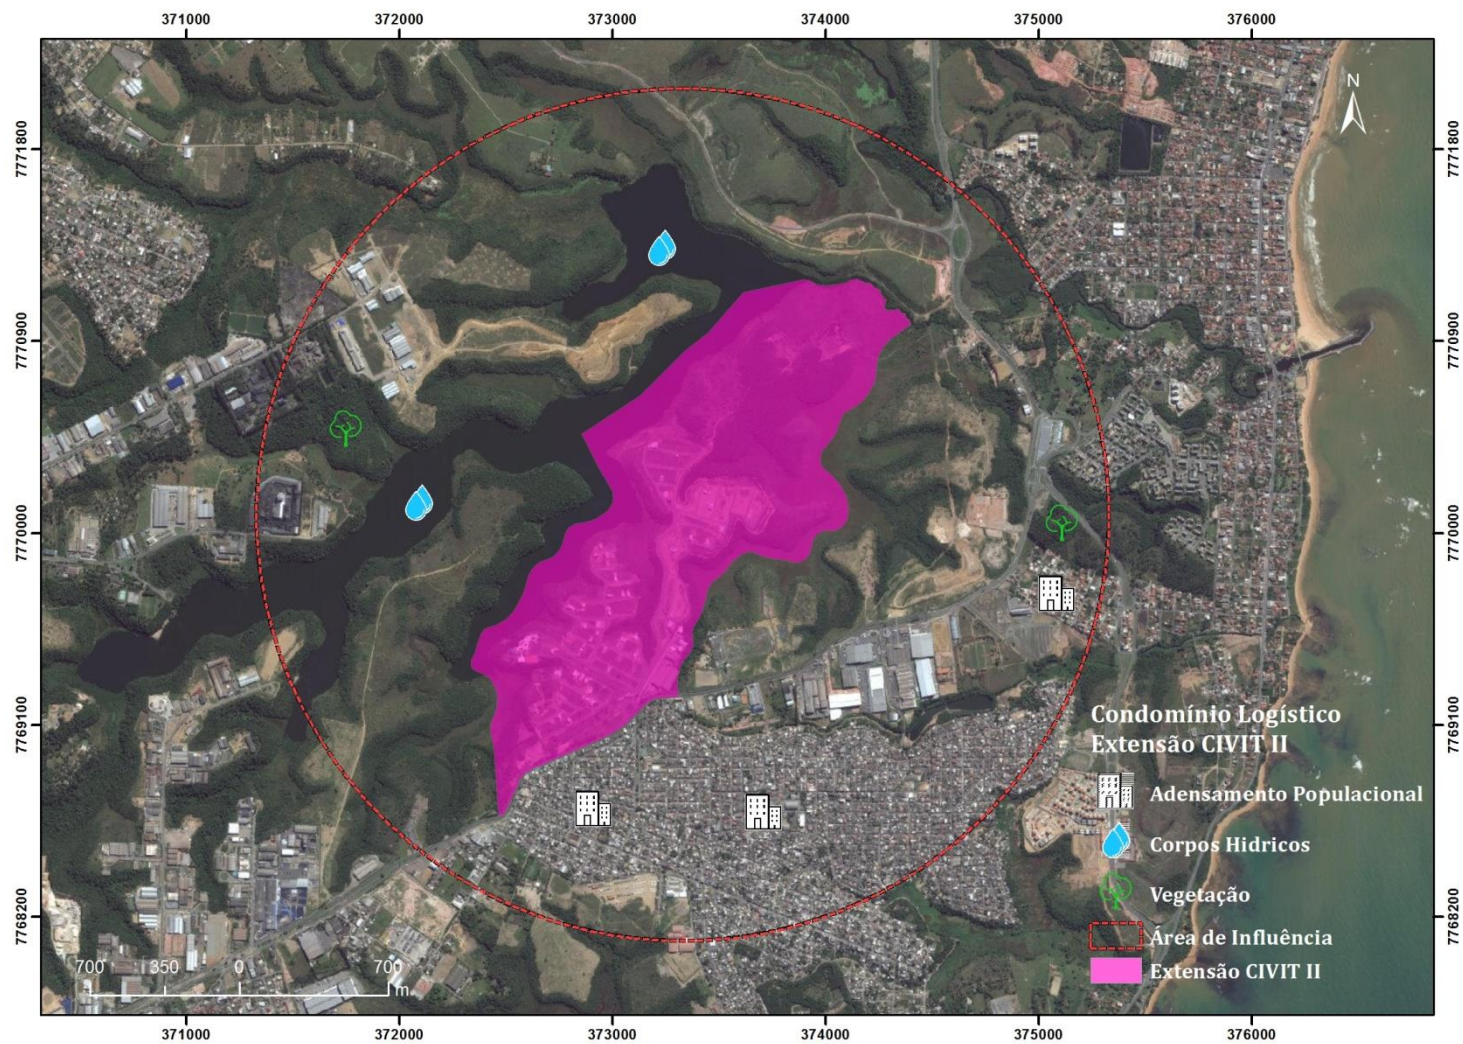 371000 372000 373000 374000 375000 376000
N
7771800 7771800
7770900 7770900
7770000 7770000
7769100 7769100
7768200 7768200
Condomínio Logístico
Extensão CIVIT II
Adensamento Populacional
Corpos Hidricos
Vegetação
Área de Influência
Extensão CIVIT II
700 350 0 700
m
371000 372000 373000 374000 375000 376000